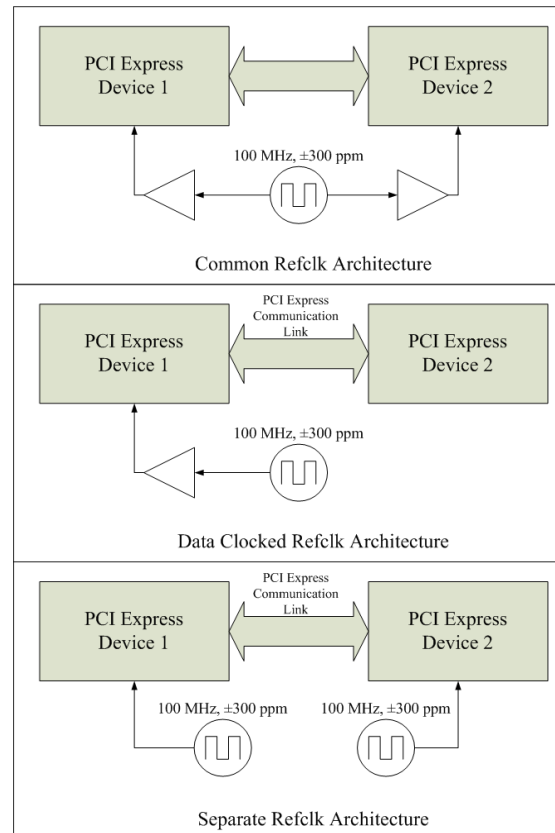 PCI Express
Device 1
PCI Express
Device 2
100 MHz, ±300 ppm
Common Refclk Architecture
PCI Express
Communication
Link
PCI Express
Device 1
PCI Express
Device 2
100 MHz, ±300 ppm
Data Clocked Refclk Architecture
PCI Express
Communication
Link
PCI Express
Device 1
PCI Express
Device 2
100 MHz, ±300 ppm
100 MHz, ±300 ppm
Separate Refclk Architecture